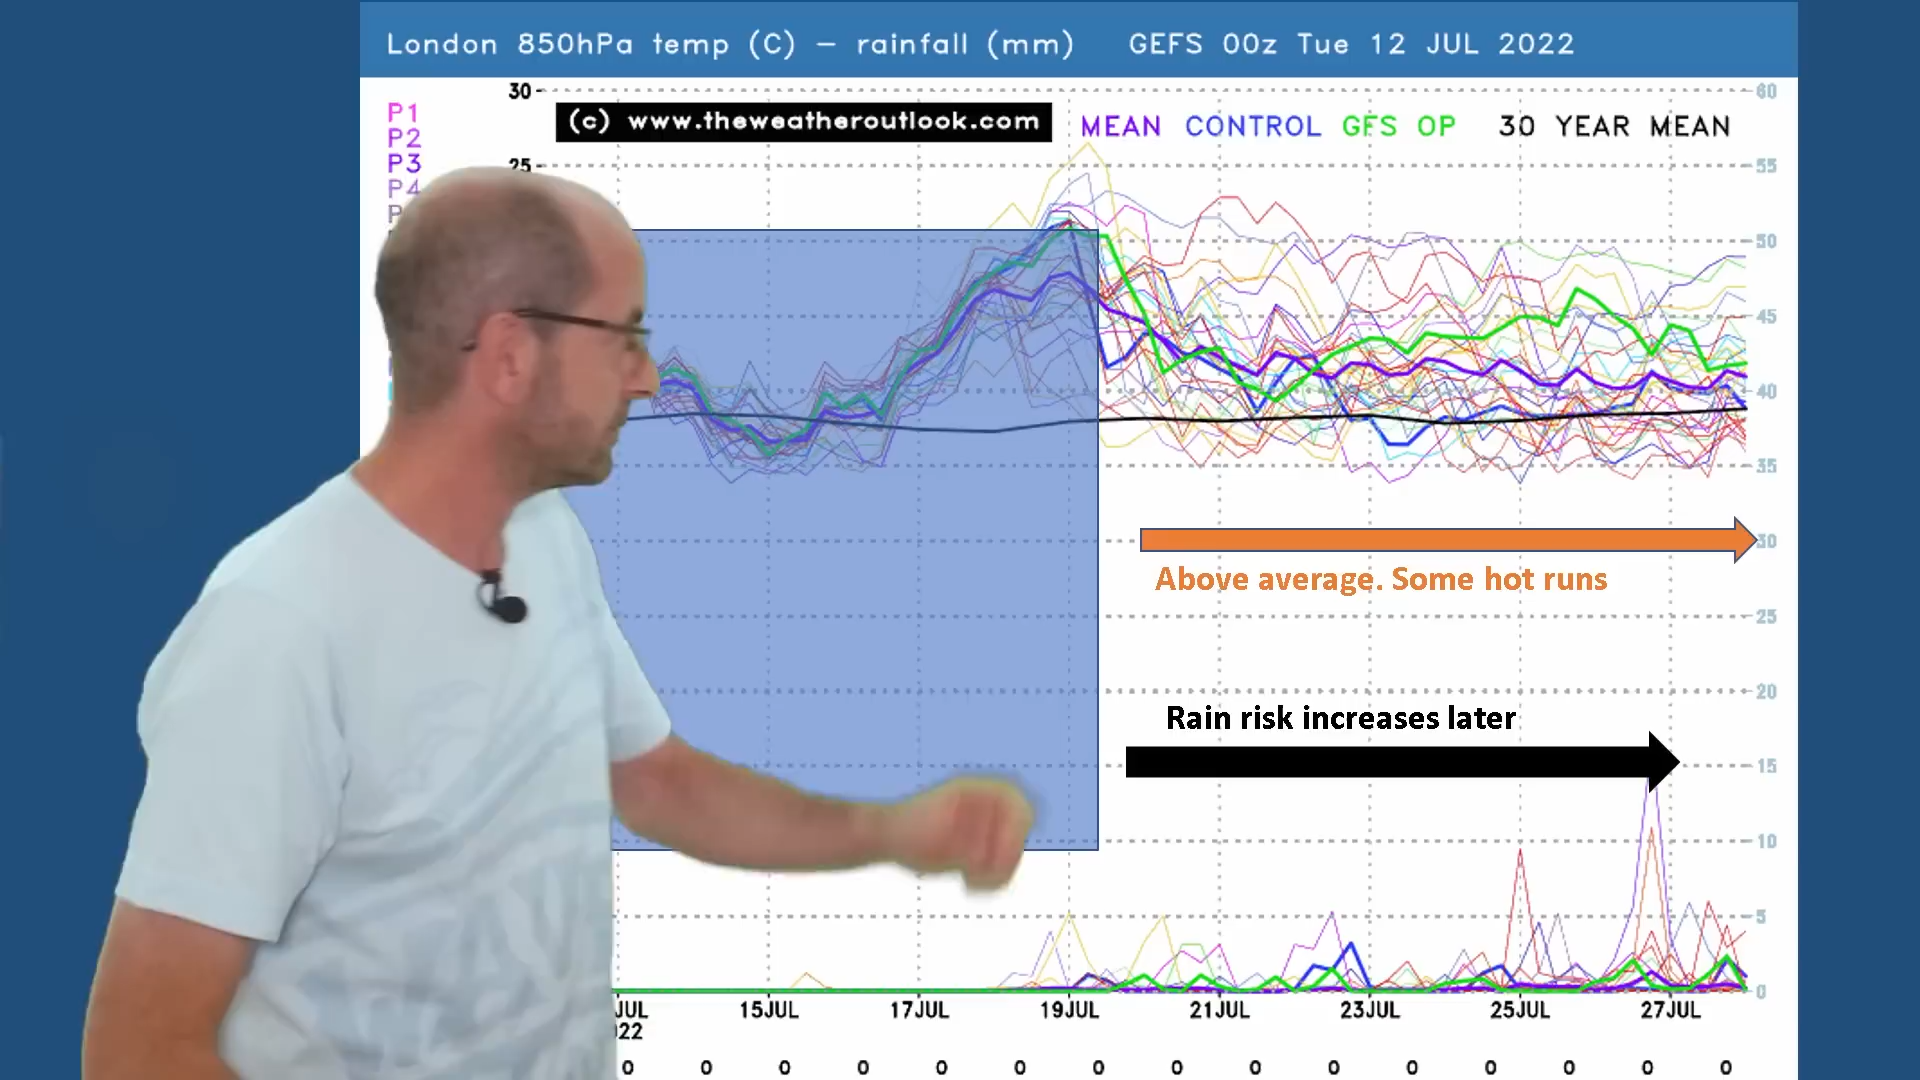 London 850hPa temp (C) – rainfall (mm) GEFS 00z Tue 12 JUL 2022
30 60
(c) www.theweatheroutlook.com MEAN CONTROL GFS OP 30 YEAR MEAN
P1
P2
P3
25 55
P4
P
50
45
40
35
30
Above average. Some hot runs
25
20
Rain risk increases later
15
10
5
0
JUL 15JUL 17JUL 19JUL 21JUL 23JUL 25JUL 27JUL
22
0 0 0 0 0 0 0 0 0 0 0 0 0 0 0